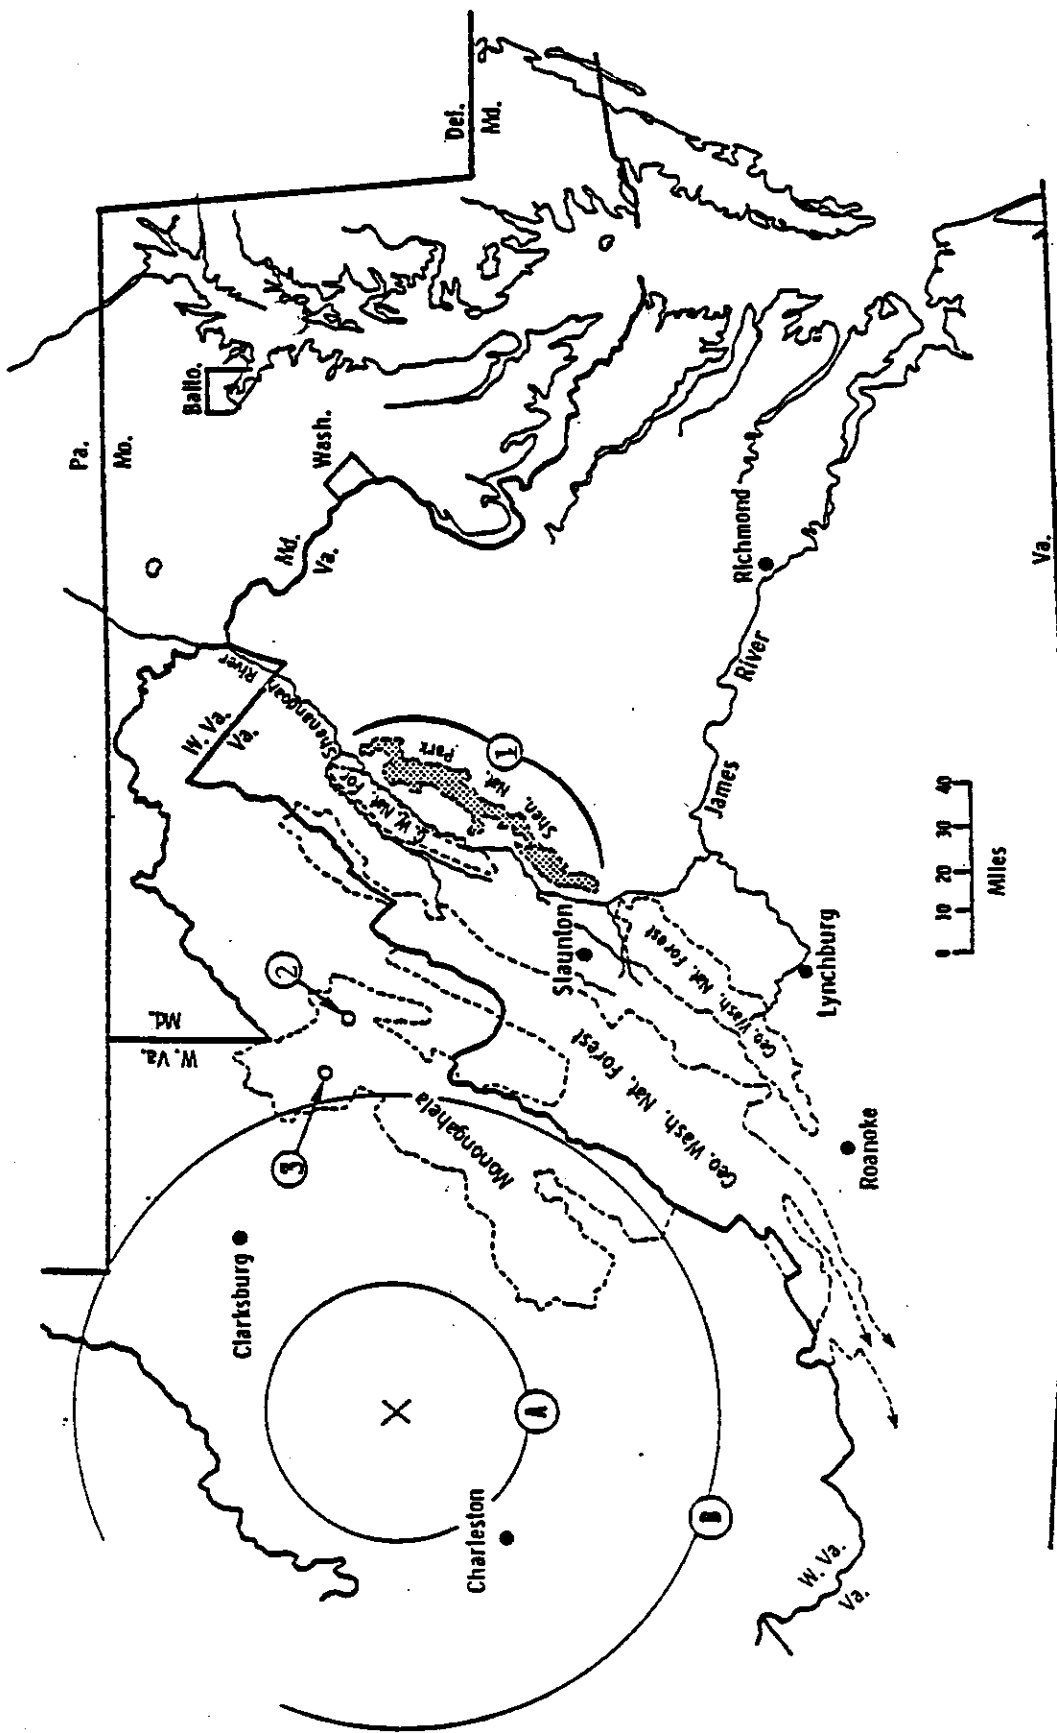 Pa.
Mo.
Balto.
Del.
Md.
Wash.
Md.
Va.
W. Va.
Va.
Shenandoah
River
G. W. Nat. For.
Shen. Nat. Park
1
2
3
Md.
W. Va.
Clarksburg
Monongahela
Geo. Wash. Nat. Forest
Staunton
Geo. Wash. Nat. Forest
Richmond
James River
Lynchburg
Roanoke
Charleston
X
A
B
W. Va.
Va.
Va.
0 10 20 30 40
Miles